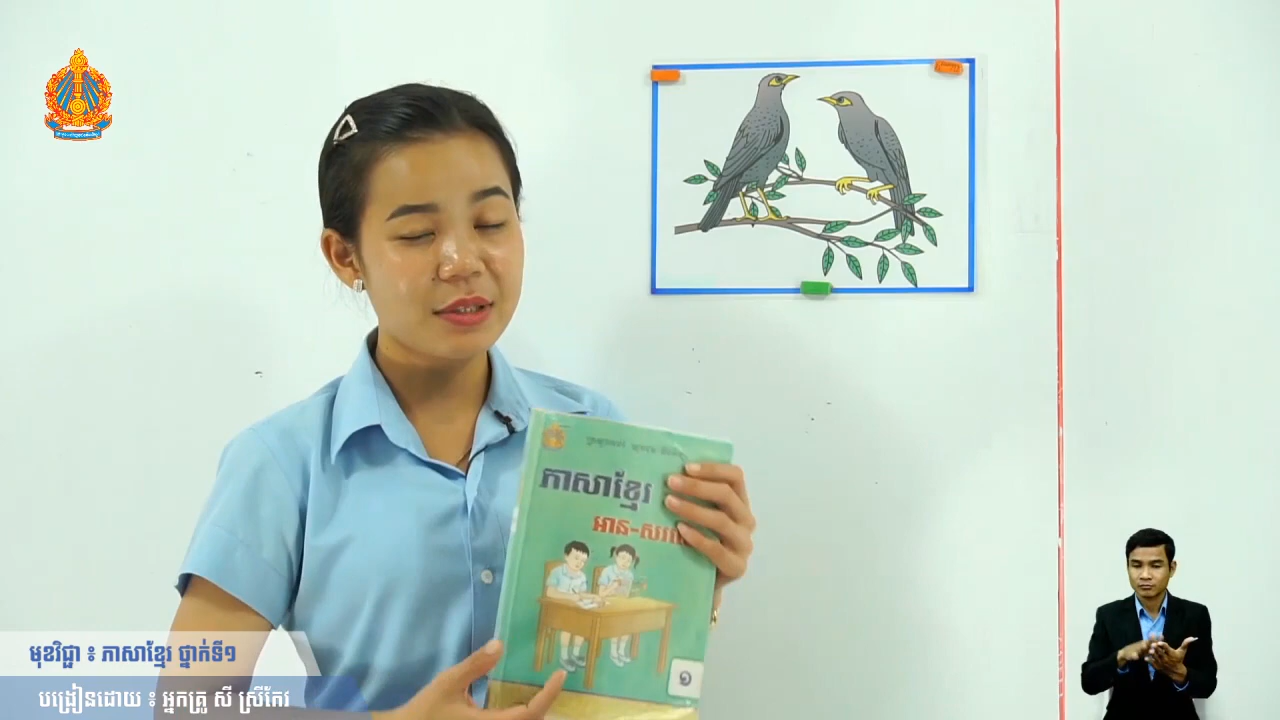 ភាសាខ្មែរ
អាន-សរសេរ
១
មុខវិជ្ជា ៖ ភាសាខ្មែរ ថ្នាក់ទី១
បង្រៀនដោយ ៖ អ្នកគ្រូ សី ស្រីកែវ